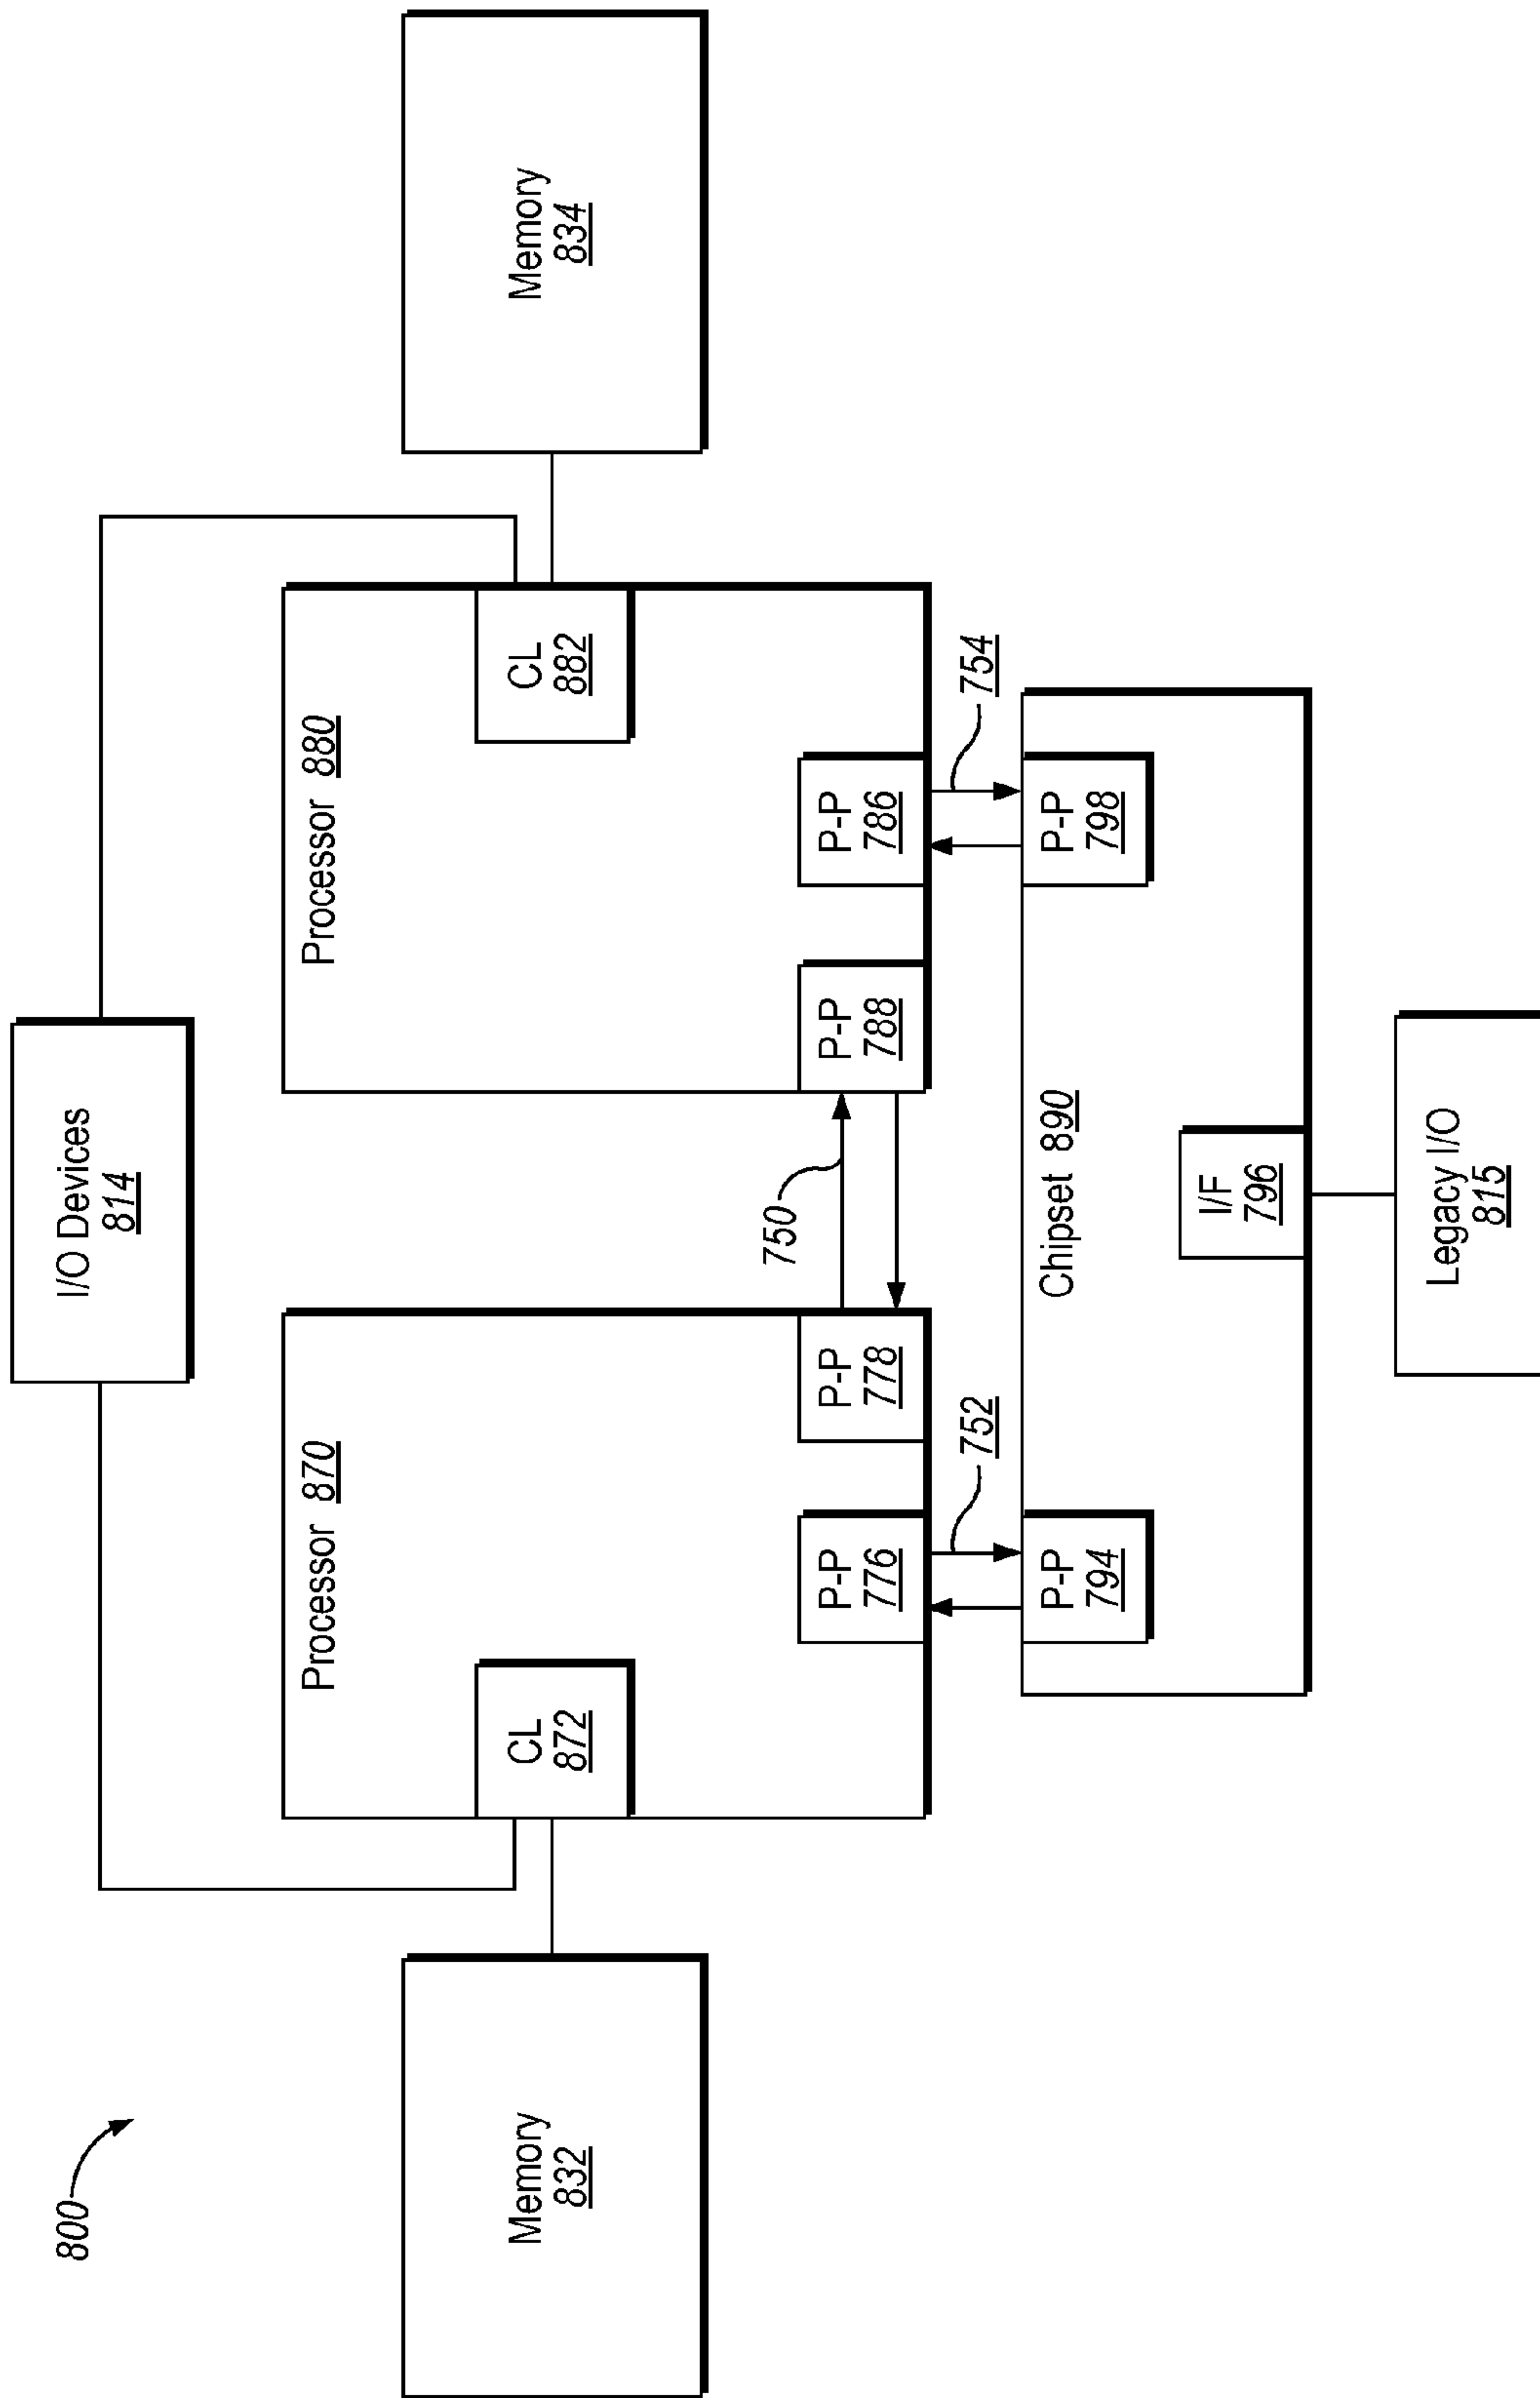 800
I/O Devices
814
Memory
832
Processor 870
CL
872
P-P
776
P-P
778
750
Processor 880
CL
882
P-P
788
P-P
786
Memory
834
752
754
P-P
794
Chipset 890
P-P
798
I/F
796
Legacy I/O
815